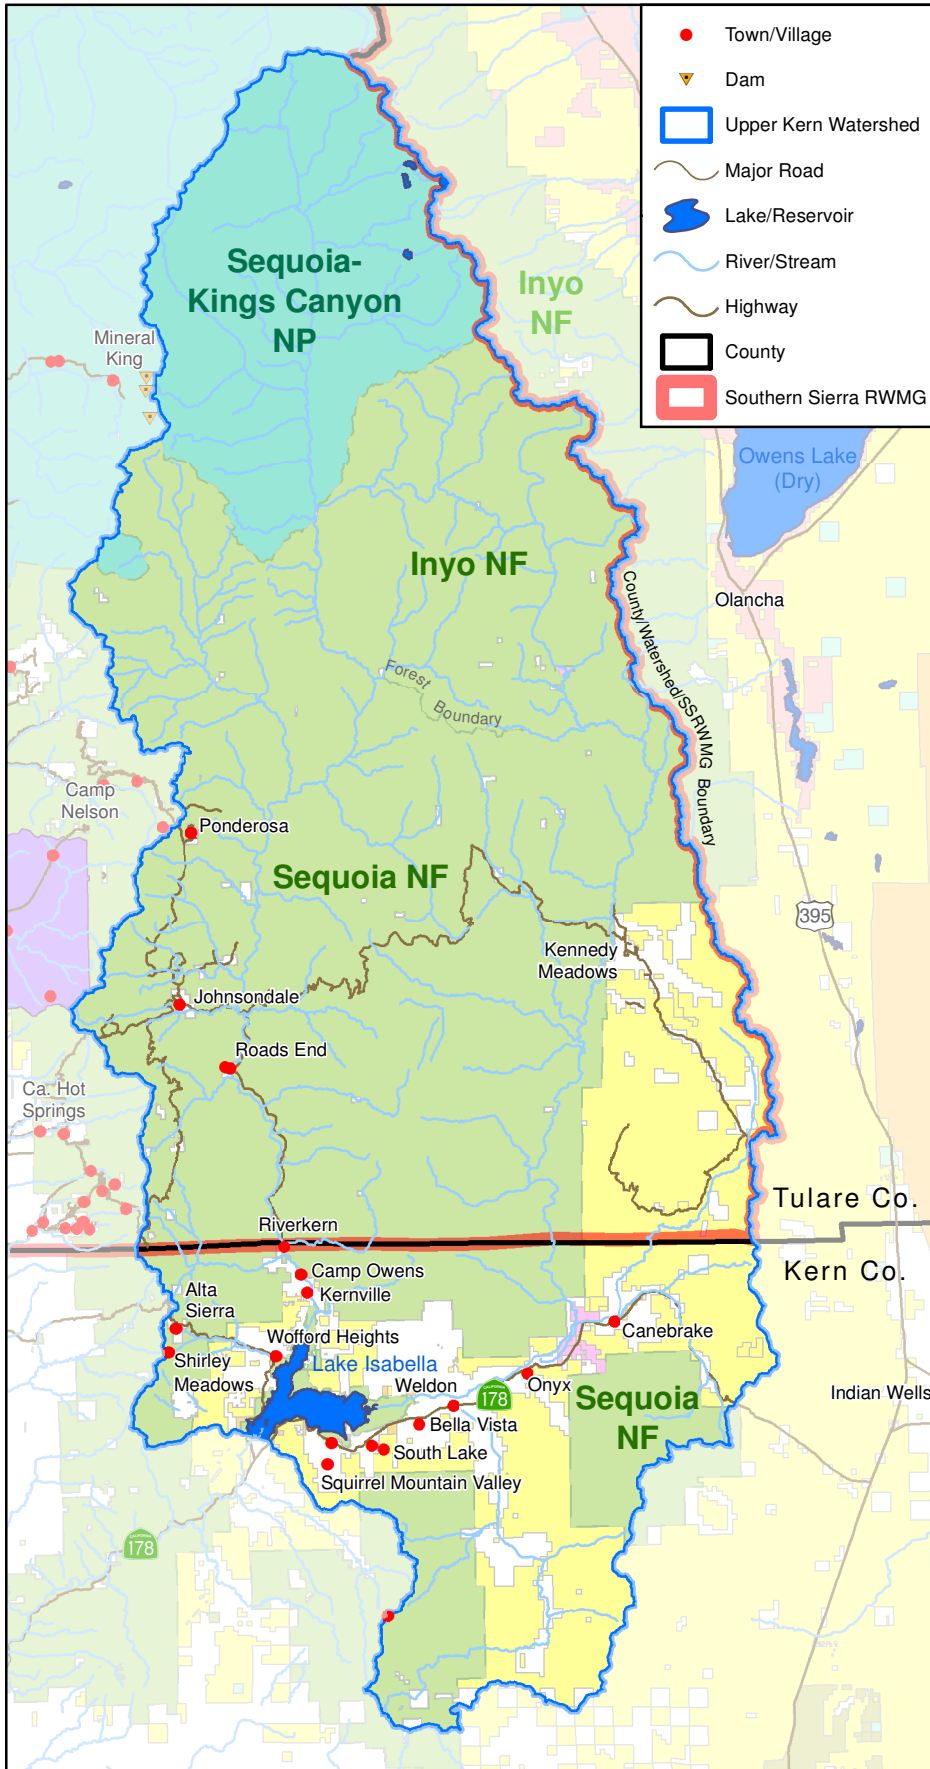 Town/Village
Dam
Upper Kern Watershed
Major Road
Lake/Reservoir
River/Stream
Highway
County
Southern Sierra RWMG
Sequoia-
Kings Canyon
NP
Inyo
NF
Mineral
King
Owens Lake
(Dry)
Inyo NF
Olancha
County/Watershed/SSRWMG Boundary
Forest
Boundary
Camp
Nelson
Ponderosa
Sequoia NF
395
Kennedy
Meadows
Johnsondale
Roads End
Ca. Hot
Springs
Tulare Co.
Riverkern
Kern Co.
Camp Owens
Kernville
Alta
Sierra
Canebrake
Wofford Heights
Shirley
Meadows
Lake Isabella
Weldon
Onyx
CALIFORNIA
178
Sequoia
NF
Indian Wells
Bella Vista
South Lake
Squirrel Mountain Valley
CALIFORNIA
178